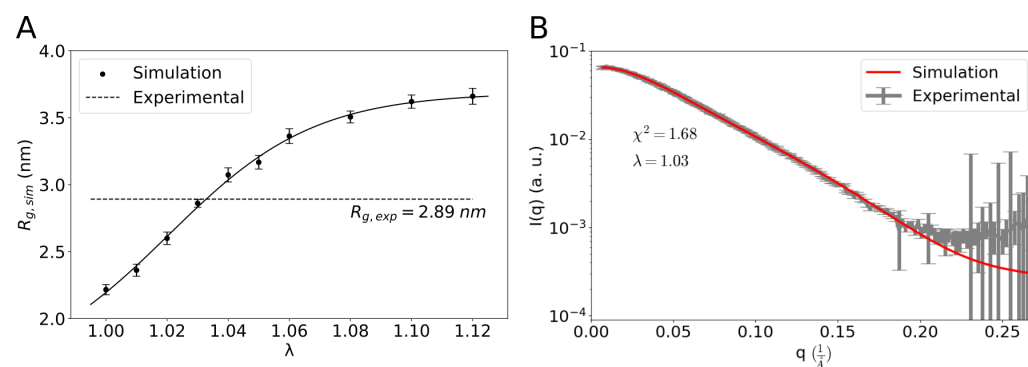 A
4.0
3.5
3.0
2.5
2.0
R_{g,sim} (nm)
Simulation
Experimental
R_{g,exp} = 2.89 nm
1.00 1.02 1.04 1.06 1.08 1.10 1.12
λ
B
10^{-1}
10^{-2}
10^{-3}
10^{-4}
I(q) (a. u.)
Simulation
Experimental
χ^2 = 1.68
λ = 1.03
0.00 0.05 0.10 0.15 0.20 0.25
q (1/Å)